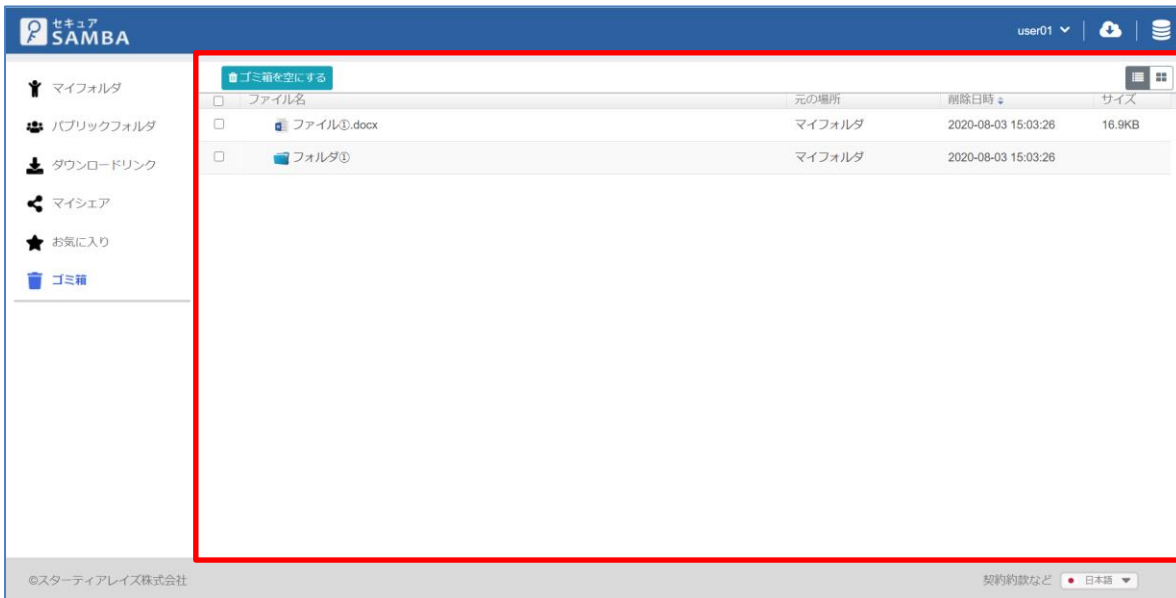 セキュア
SAMBA
user01
マイフォルダ
パブリックフォルダ
ダウンロードリンク
マイシェア
お気に入り
ゴミ箱
ゴミ箱を空にする
ファイル名 元の場所 削除日時 サイズ
ファイル①.docx マイフォルダ 2020-08-03 15:03:26 16.9KB
フォルダ① マイフォルダ 2020-08-03 15:03:26
©スターティアレイズ株式会社 契約約款など 日本語